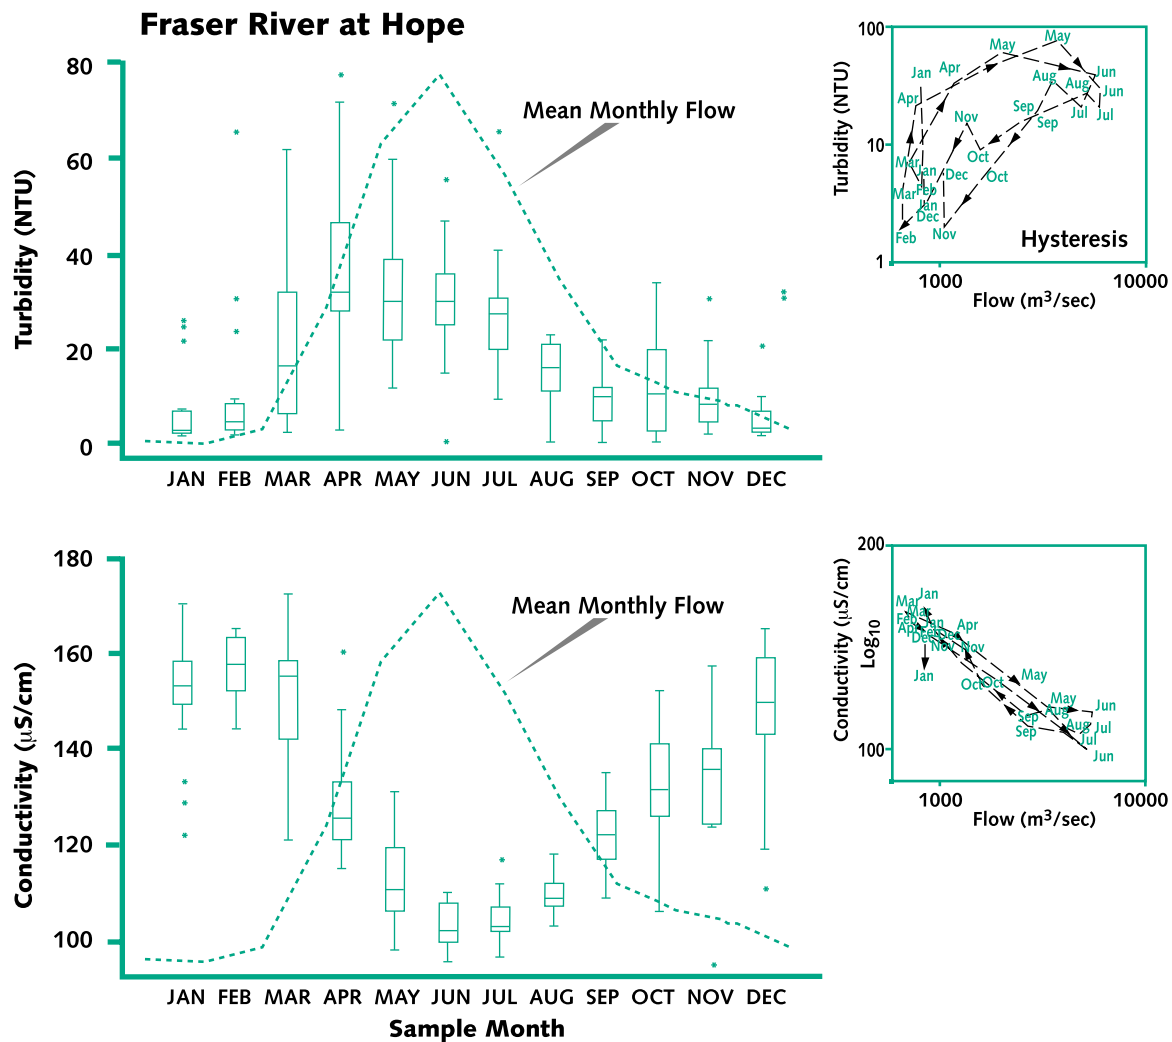 Fraser River at Hope
80
60
40
20
0
Turbidity (NTU)
Mean Monthly Flow
JAN FEB MAR APR MAY JUN JUL AUG SEP OCT NOV DEC
100
10
1
Turbidity (NTU)
Jan
Apr
May
May
Jun
Aug
Aug
Jun
Apr
Jul
Jul
Sep
Sep
Nov
Oct
Mar
Jan
Dec
Oct
Mar
Feb
Jan
Dec
Feb
Nov
Hysteresis
1000 10000
Flow (m3/sec)
180
160
140
120
100
Conductivity (µS/cm)
Mean Monthly Flow
JAN FEB MAR APR MAY JUN JUL AUG SEP OCT NOV DEC
Sample Month
200
100
Conductivity (µS/cm)
Log10
Jan
Mar
Mar
Feb
Jan
Apr
Apr
Feb
Dec
Dec
Nov
Nov
Jan
Oct
Oct
May
May
Jun
Aug
Sep
Aug
Jul
Sep
Jul
Jun
1000 10000
Flow (m3/sec)